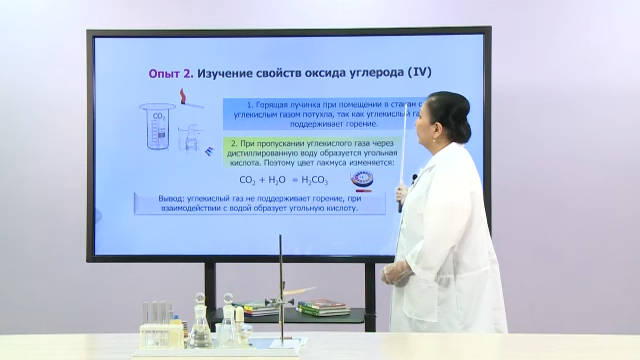 Опыт 2. Изучение свойств оксида углерода (IV)
CO₂
1. Горящая лучинка при помещении в стакан с
углекислым газом потухла, так как углекислый га
поддерживает горение.
2. При пропускании углекислого газа через
дистиллированную воду образуется угольная
кислота. Поэтому цвет лакмуса изменяется:
CO₂ + H₂O = H₂CO₃
Вывод: углекислый газ не поддерживает горение, при
взаимодействии с водой образует угольную кислоту.